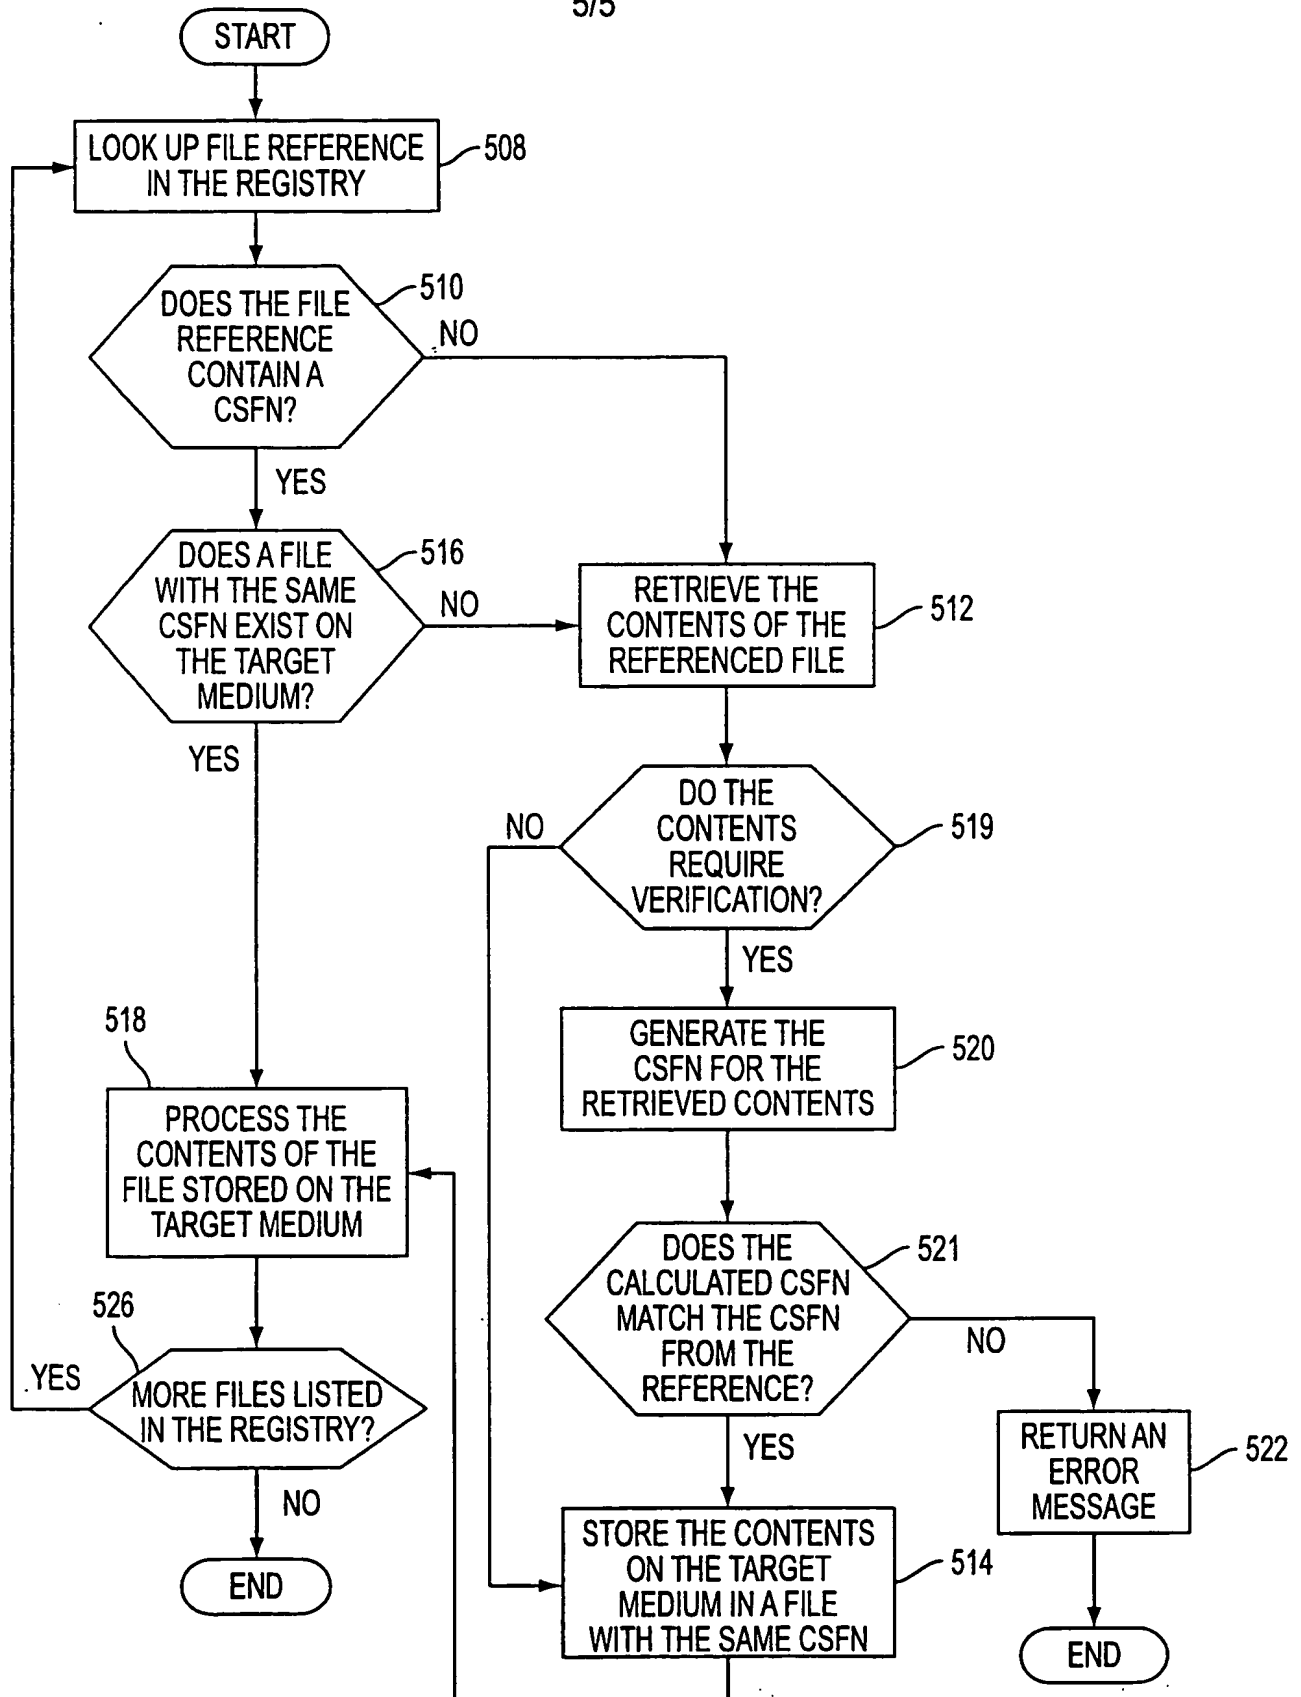 5/5
START
LOOK UP FILE REFERENCE
IN THE REGISTRY
508
DOES THE FILE
REFERENCE
CONTAIN A
CSFN?
510
NO
YES
DOES A FILE
WITH THE SAME
CSFN EXIST ON
THE TARGET
MEDIUM?
516
NO
YES
RETRIEVE THE
CONTENTS OF THE
REFERENCED FILE
512
DO THE
CONTENTS
REQUIRE
VERIFICATION?
519
NO
YES
GENERATE THE
CSFN FOR THE
RETRIEVED CONTENTS
520
518
PROCESS THE
CONTENTS OF THE
FILE STORED ON THE
TARGET MEDIUM
DOES THE
CALCULATED CSFN
MATCH THE CSFN
FROM THE
REFERENCE?
521
NO
YES
526
MORE FILES LISTED
IN THE REGISTRY?
YES
NO
END
RETURN AN
ERROR
MESSAGE
522
STORE THE CONTENTS
ON THE TARGET
MEDIUM IN A FILE
WITH THE SAME CSFN
514
END